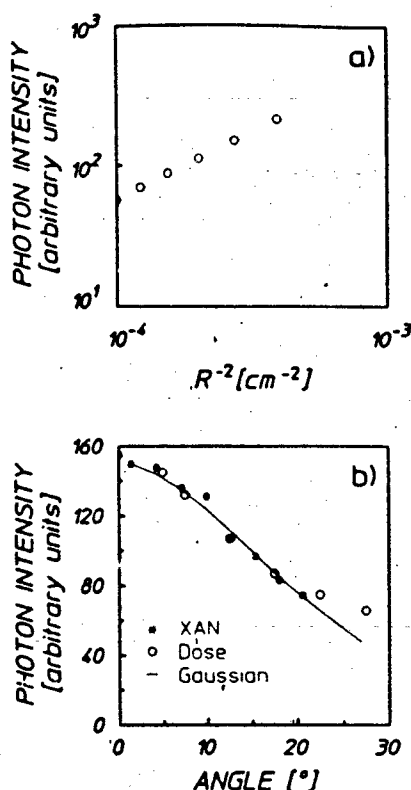 10³
a)
PHOTON INTENSITY
[arbitrary units]
10²
10¹
10⁻⁴
10⁻³
R⁻² [cm⁻²]
160
b)
PHOTON INTENSITY
[arbitrary units]
120
80
XAN
Dose
40
Gaussian
0
0
10
20
30
ANGLE [°]